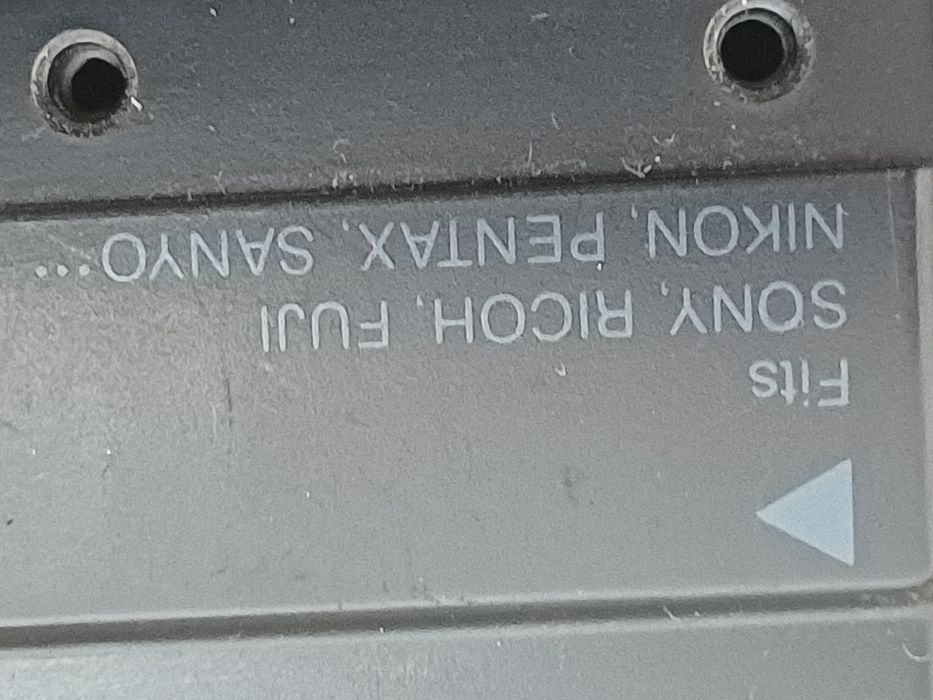 Fits
SONY, RICOH, FUJI
NIKON, PENTAX, SANYO...